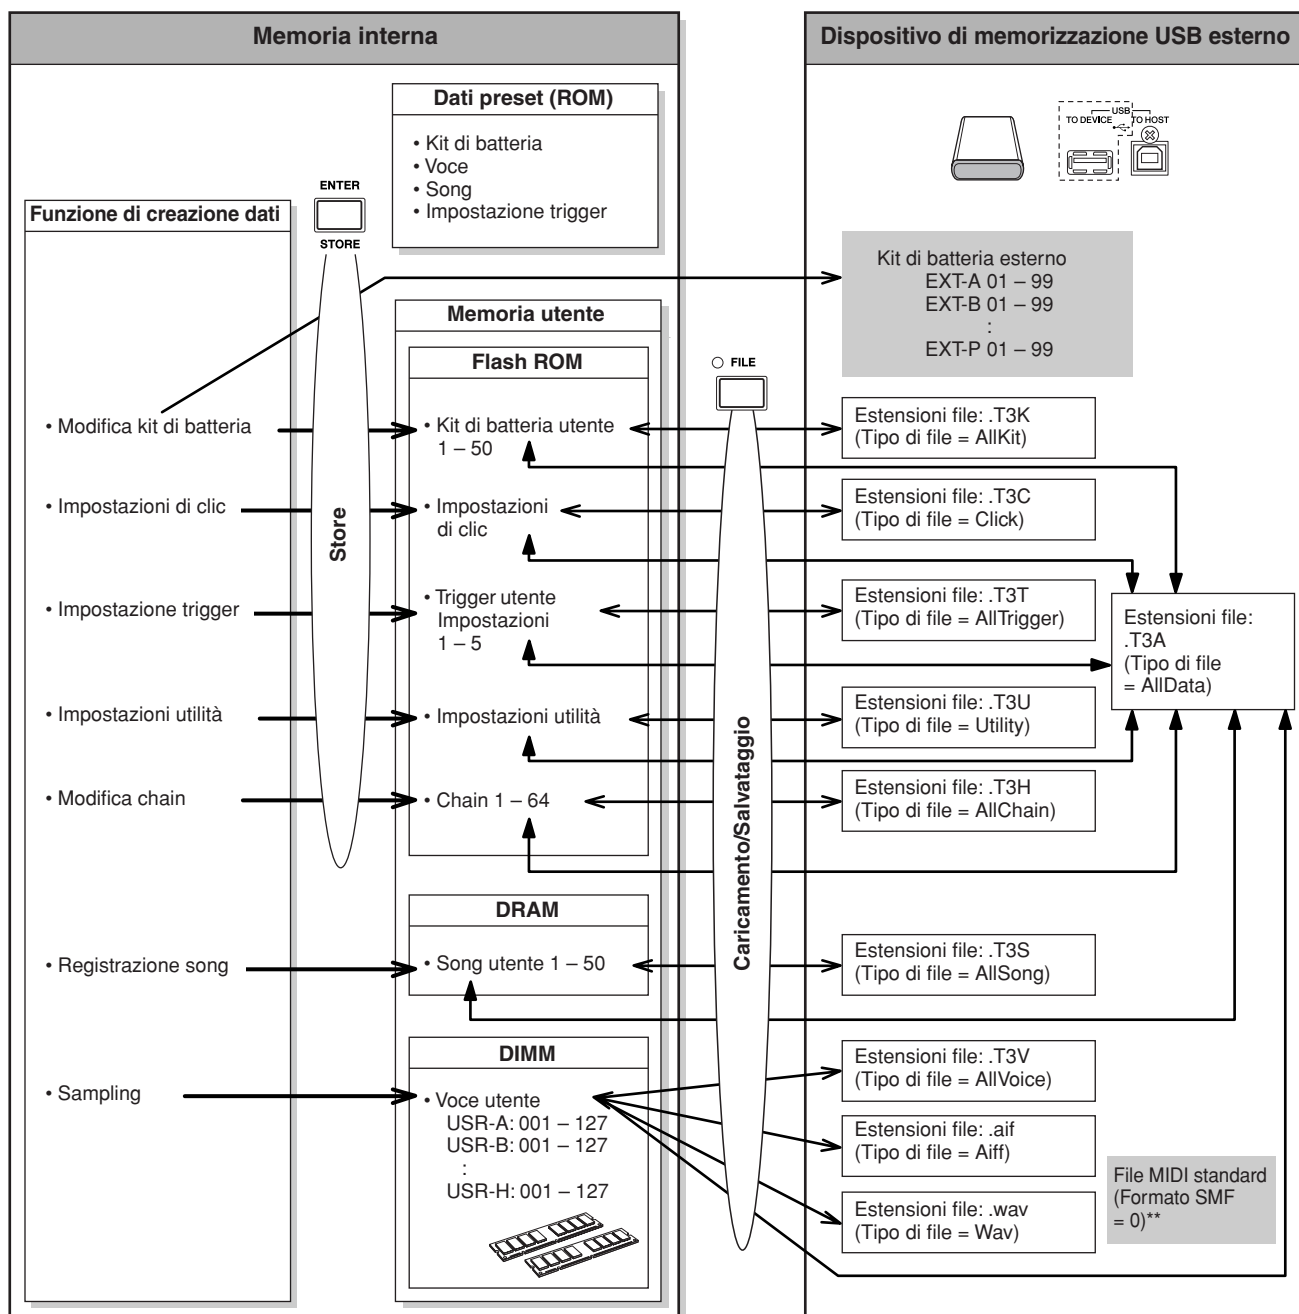 Memoria interna
Dispositivo di memorizzazione USB esterno
Dati preset (ROM)
• Kit di batteria
• Voce
• Song
• Impostazione trigger
USB
TO DEVICE
TO HOST
ENTER
STORE
Funzione di creazione dati
Kit di batteria esterno
EXT-A 01 – 99
EXT-B 01 – 99
:
EXT-P 01 – 99
Memoria utente
Flash ROM
FILE
• Modifica kit di batteria
• Kit di batteria utente
1 – 50
Estensioni file: .T3K
(Tipo di file = AllKit)
• Impostazioni di clic
• Impostazioni
di clic
Estensioni file: .T3C
(Tipo di file = Click)
Store
• Impostazione trigger
• Trigger utente
Impostazioni
1 – 5
Estensioni file: .T3T
(Tipo di file = AllTrigger)
Estensioni file:
.T3A
(Tipo di file
= AllData)
• Impostazioni utilità
• Impostazioni utilità
Estensioni file: .T3U
(Tipo di file = Utility)
Caricamento/Salvataggio
• Modifica chain
• Chain 1 – 64
Estensioni file: .T3H
(Tipo di file = AllChain)
DRAM
• Registrazione song
• Song utente 1 – 50
Estensioni file: .T3S
(Tipo di file = AllSong)
DIMM
• Sampling
• Voce utente
USR-A: 001 – 127
USR-B: 001 – 127
:
USR-H: 001 – 127
Estensioni file: .T3V
(Tipo di file = AllVoice)
Estensioni file: .aif
(Tipo di file = Aiff)
Estensioni file: .wav
(Tipo di file = Wav)
File MIDI standard
(Formato SMF
= 0)**